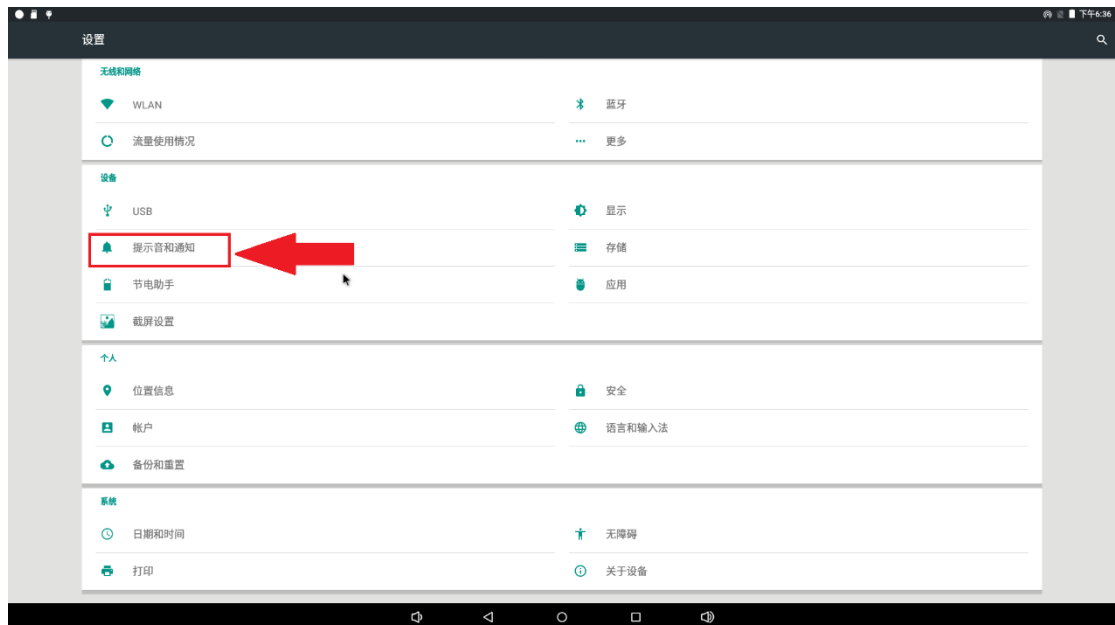 下午6:36
设置
无线和网络
WLAN
蓝牙
流量使用情况
更多
设备
USB
显示
提示音和通知
存储
节电助手
应用
截屏设置
个人
位置信息
安全
帐户
语言和输入法
备份和重置
系统
日期和时间
无障碍
打印
关于设备